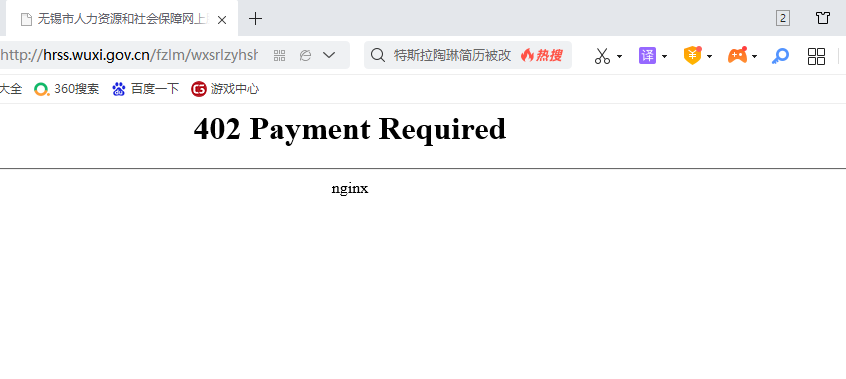 无锡市人力资源和社会保障网上
2
http://hrss.wuxi.gov.cn/fzlm/wxsrlzyhsh
特斯拉陶琳简历被改 热搜
译
大全 360搜索 百度一下 游戏中心
402 Payment Required
nginx